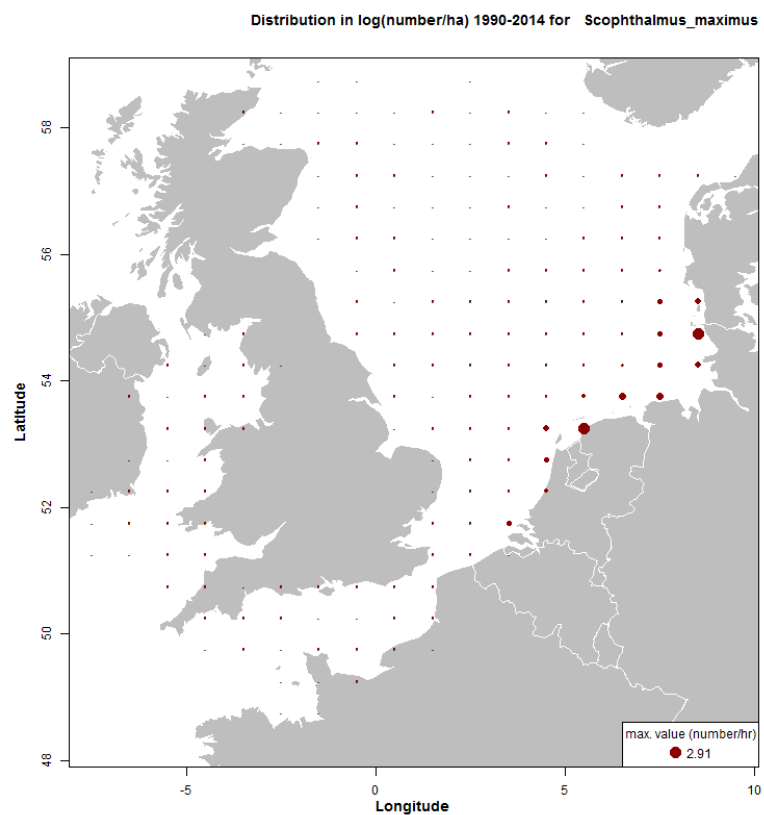 Distribution in log(number/ha) 1990-2014 for Scophthalmus_maximus
58
56
54
52
50
48
Latitude
max. value (number/hr)
2.91
-5 0 5 10
Longitude